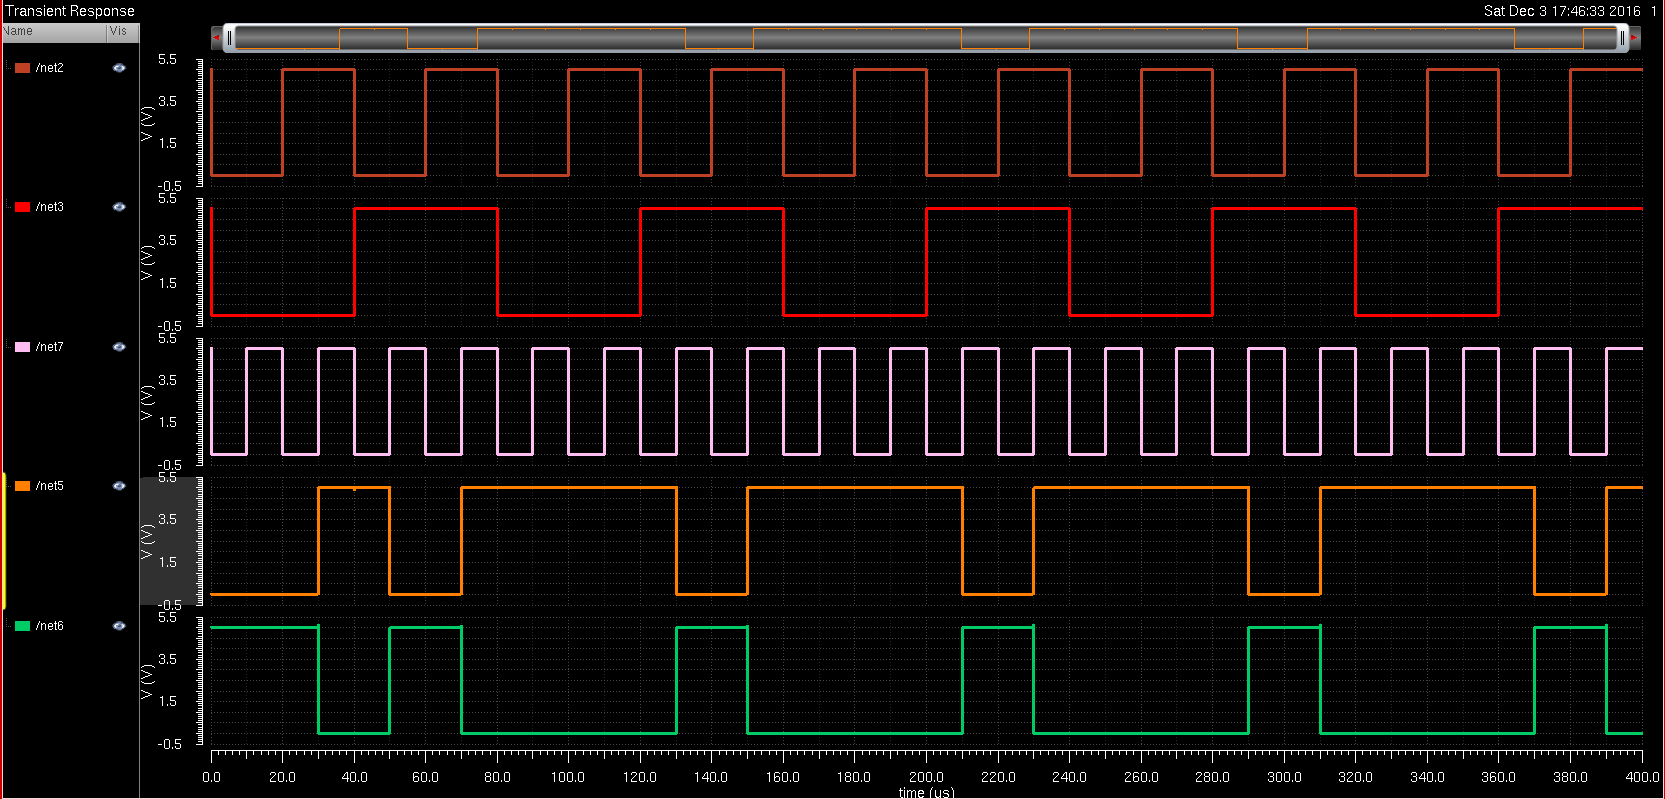 Transient Response Sat Dec 3 17:46:33 2016 1
Name Vis
/net2
5.5
3.5
1.5
-0.5
V (V)
/net3
5.5
3.5
1.5
-0.5
V (V)
/net7
5.5
3.5
1.5
-0.5
V (V)
/net5
5.5
3.5
1.5
-0.5
V (V)
/net6
5.5
3.5
1.5
-0.5
V (V)
0.0 20.0 40.0 60.0 80.0 100.0 120.0 140.0 160.0 180.0 200.0 220.0 240.0 260.0 280.0 300.0 320.0 340.0 360.0 380.0 400.0
time (us)